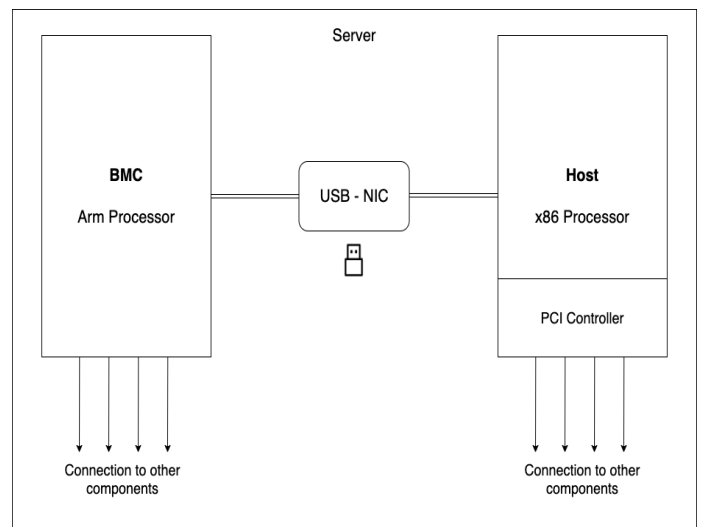 Server
BMC
Arm Processor
USB - NIC
Host
x86 Processor
PCI Controller
Connection to other
components
Connection to other
components